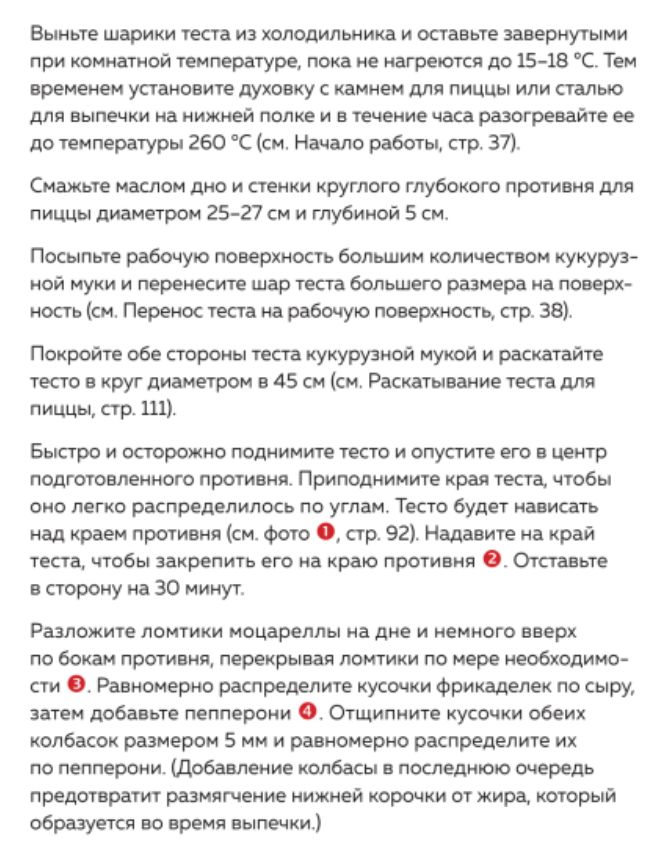 Выньте шарики теста из холодильника и оставьте завернутыми
при комнатной температуре, пока не нагреются до 15–18 °С. Тем
временем установите духовку с камнем для пиццы или сталью
для выпечки на нижней полке и в течение часа разогревайте ее
до температуры 260 °С (см. Начало работы, стр. 37).
Смажьте маслом дно и стенки круглого глубокого противня для
пиццы диаметром 25–27 см и глубиной 5 см.
Посыпьте рабочую поверхность большим количеством кукуруз-
ной муки и перенесите шар теста большего размера на поверх-
ность (см. Перенос теста на рабочую поверхность, стр. 38).
Покройте обе стороны теста кукурузной мукой и раскатайте
тесто в круг диаметром в 45 см (см. Раскатывание теста для
пиццы, стр. 111).
Быстро и осторожно поднимите тесто и опустите его в центр
подготовленного противня. Приподнимите края теста, чтобы
оно легко распределилось по углам. Тесто будет нависать
над краем противня (см. фото ❶, стр. 92). Надавите на край
теста, чтобы закрепить его на краю противня ❷. Отставьте
в сторону на 30 минут.
Разложите ломтики моцареллы на дне и немного вверх
по бокам противня, перекрывая ломтики по мере необходимо-
сти ❸. Равномерно распределите кусочки фрикаделек по сыру,
затем добавьте пепперони ❹. Отщипните кусочки обеих
колбасок размером 5 мм и равномерно распределите их
по пепперони. (Добавление колбасы в последнюю очередь
предотвратит размягчение нижней корочки от жира, который
образуется во время выпечки.)